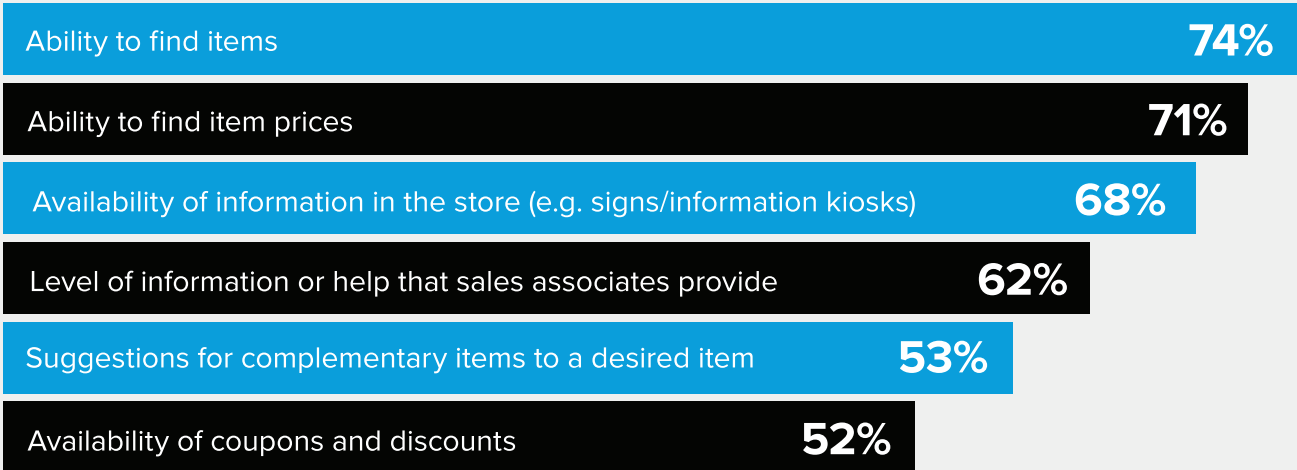 Ability to find items 74%
Ability to find item prices 71%
Availability of information in the store (e.g. signs/information kiosks) 68%
Level of information or help that sales associates provide 62%
Suggestions for complementary items to a desired item 53%
Availability of coupons and discounts 52%